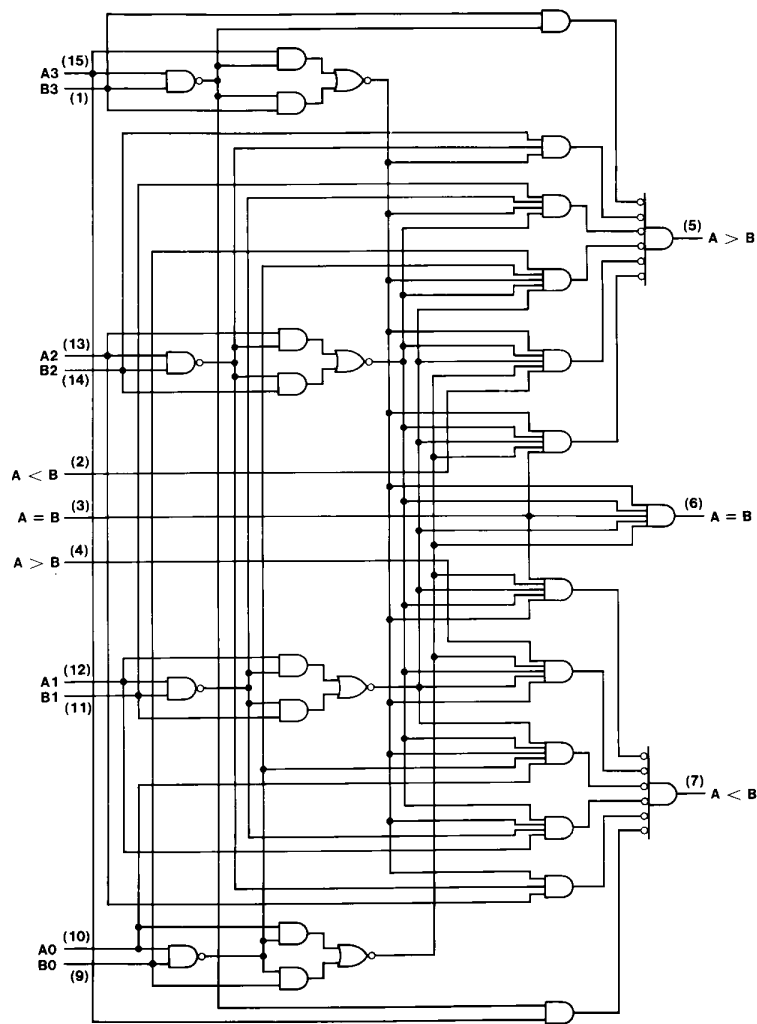 (15)
A3
B3
(1)
(5)
A > B
(13)
A2
B2
(14)
(2)
A < B
(3)
A = B
(6)
A = B
(4)
A > B
(12)
A1
B1
(11)
(7)
A < B
(10)
A0
B0
(9)